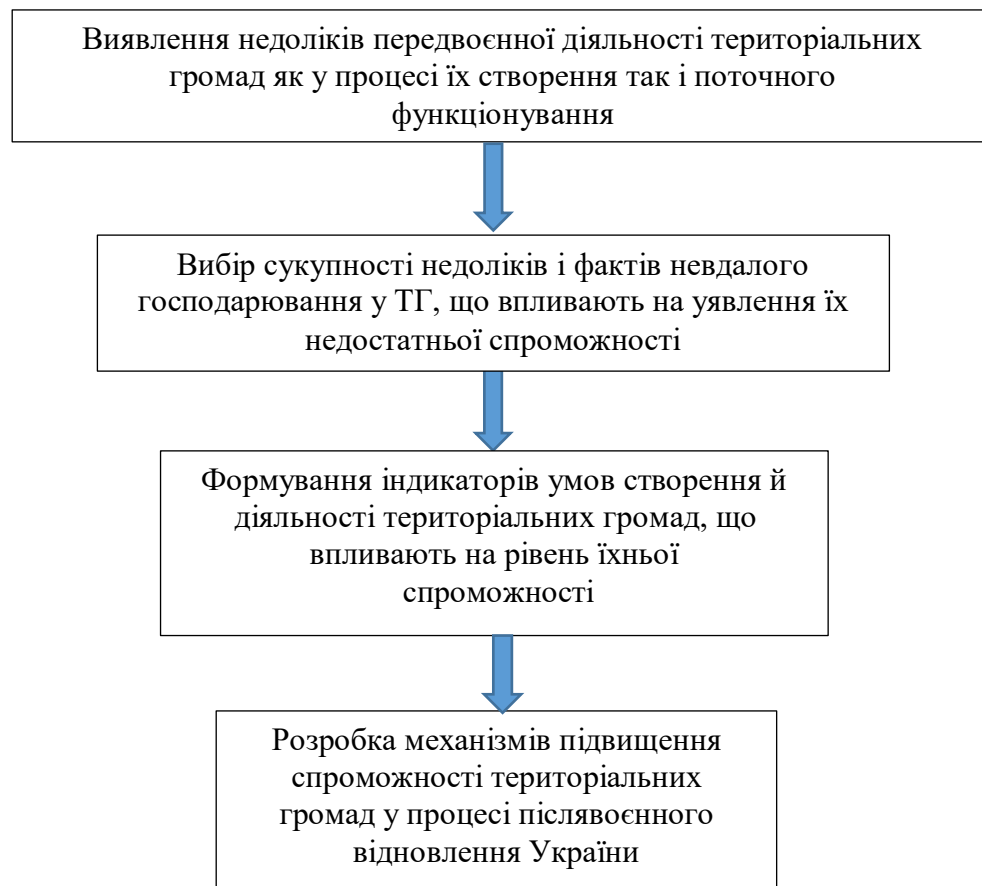 Виявлення недоліків передвоєнної діяльності територіальних
громад як у процесі їх створення так і поточного
функціонування
Вибір сукупності недоліків і фактів невдалого
господарювання у ТГ, що впливають на уявлення їх
недостатньої спроможності
Формування індикаторів умов створення й
діяльності територіальних громад, що
впливають на рівень їхньої
спроможності
Розробка механізмів підвищення
спроможності територіальних
громад у процесі післявоєнного
відновлення України